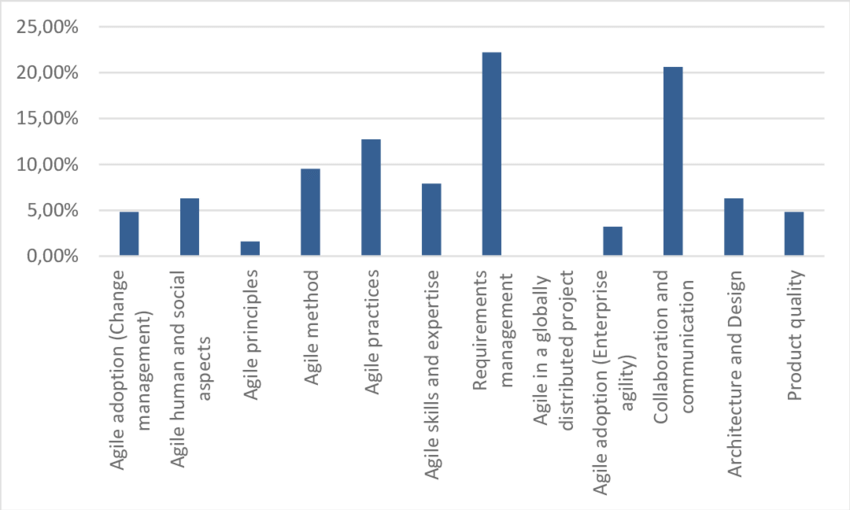 25,00%
20,00%
15,00%
10,00%
5,00%
0,00%
Agile adoption (Change
management)
Agile human and social
aspects
Agile principles
Agile method
Agile practices
Agile skills and expertise
Requirements
management
Agile in a globally
distributed project
Agile adoption (Enterprise
agility)
Collaboration and
communication
Architecture and Design
Product quality